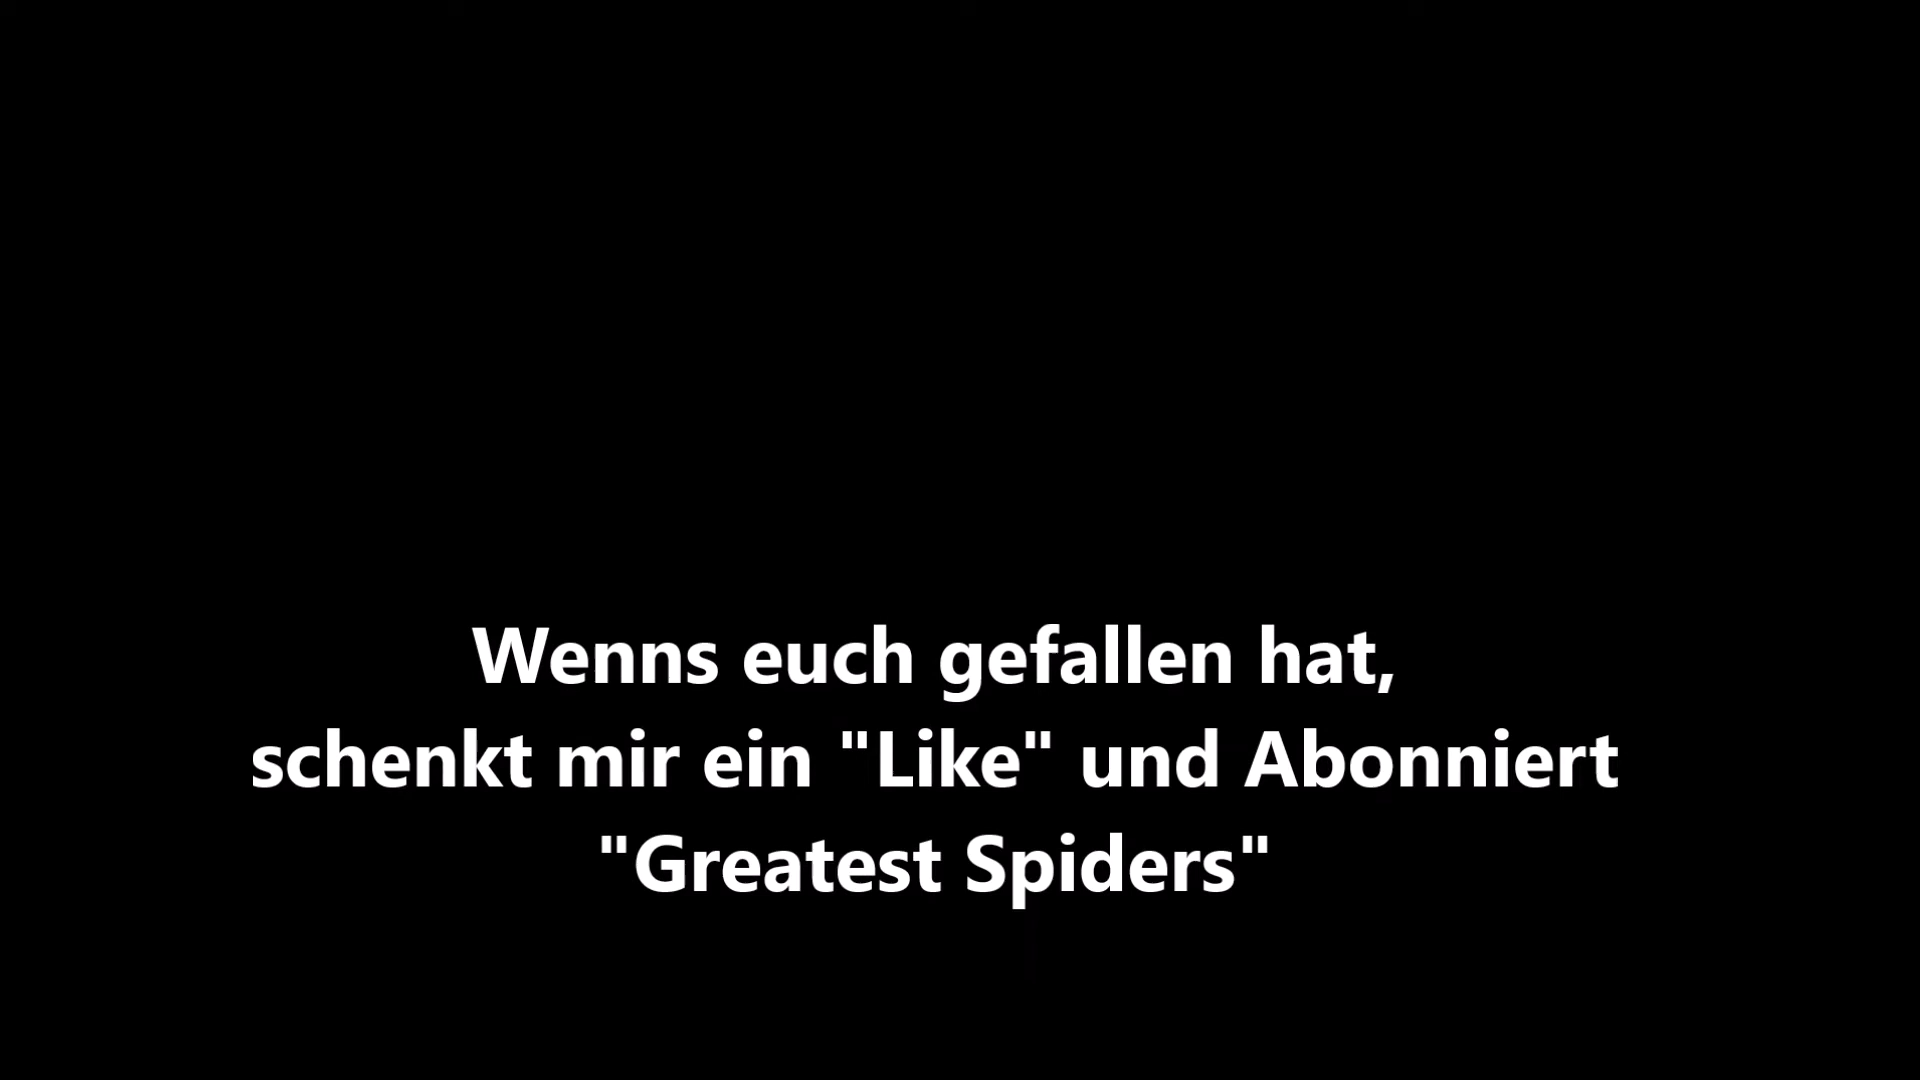 Wenns euch gefallen hat,
schenkt mir ein "Like" und Abonniert
"Greatest Spiders"